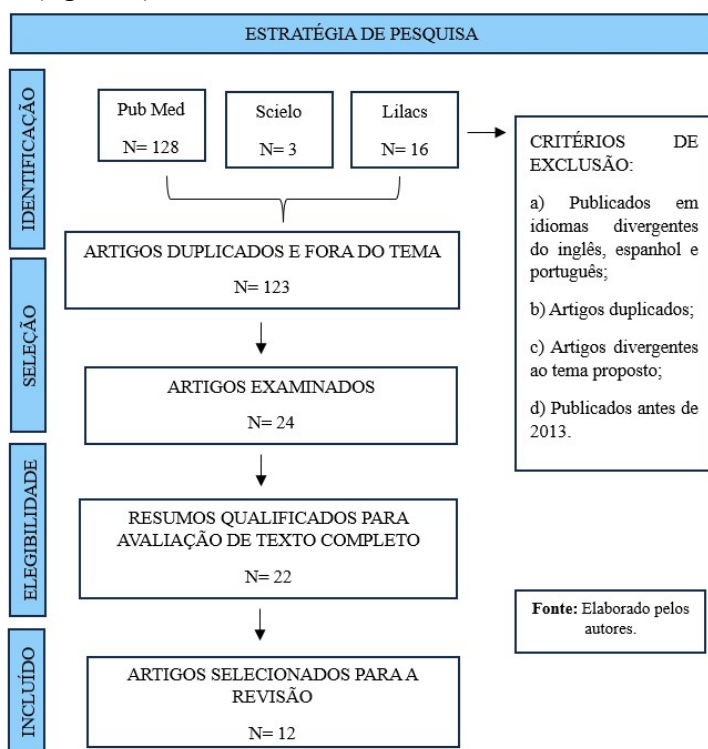 ESTRATÉGIA DE PESQUISA
IDENTIFICAÇÃO
Pub Med
N= 128
Scielo
N= 3
Lilacs
N= 16
CRITÉRIOS DE
EXCLUSÃO:
a) Publicados em
idiomas divergentes
do inglês, espanhol e
português;
b) Artigos duplicados;
c) Artigos divergentes
ao tema proposto;
d) Publicados antes de
2013.
ARTIGOS DUPLICADOS E FORA DO TEMA
N= 123
SELEÇÃO
ARTIGOS EXAMINADOS
N= 24
ELEGIBILIDADE
RESUMOS QUALIFICADOS PARA
AVALIAÇÃO DE TEXTO COMPLETO
N= 22
Fonte: Elaborado pelos
autores.
INCLUÍDO
ARTIGOS SELECIONADOS PARA A
REVISÃO
N= 12